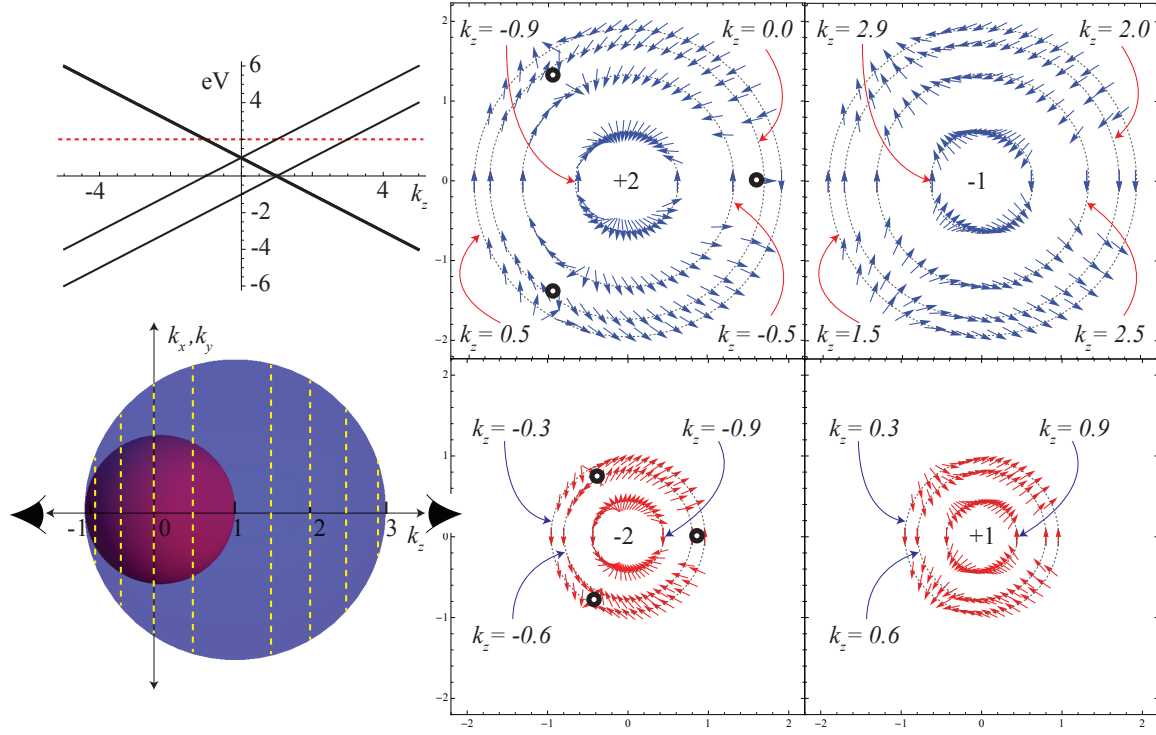 eV
6
4
-2
-4
-6
-4
4
k_z
k_x ,k_y
-1
0
1
2
3
k_z
k_z= -0.9
k_z= 0.0
+2
k_z= 0.5
k_z= -0.5
2
1
0
-1
-2
k_z= 2.9
k_z= 2.0
-1
k_z= 1.5
k_z= 2.5
k_z= -0.3
k_z= -0.9
-2
k_z= -0.6
2
1
0
-1
-2
-2
-1
0
1
2
k_z= 0.3
k_z= 0.9
+1
k_z= 0.6
-2
-1
0
1
2